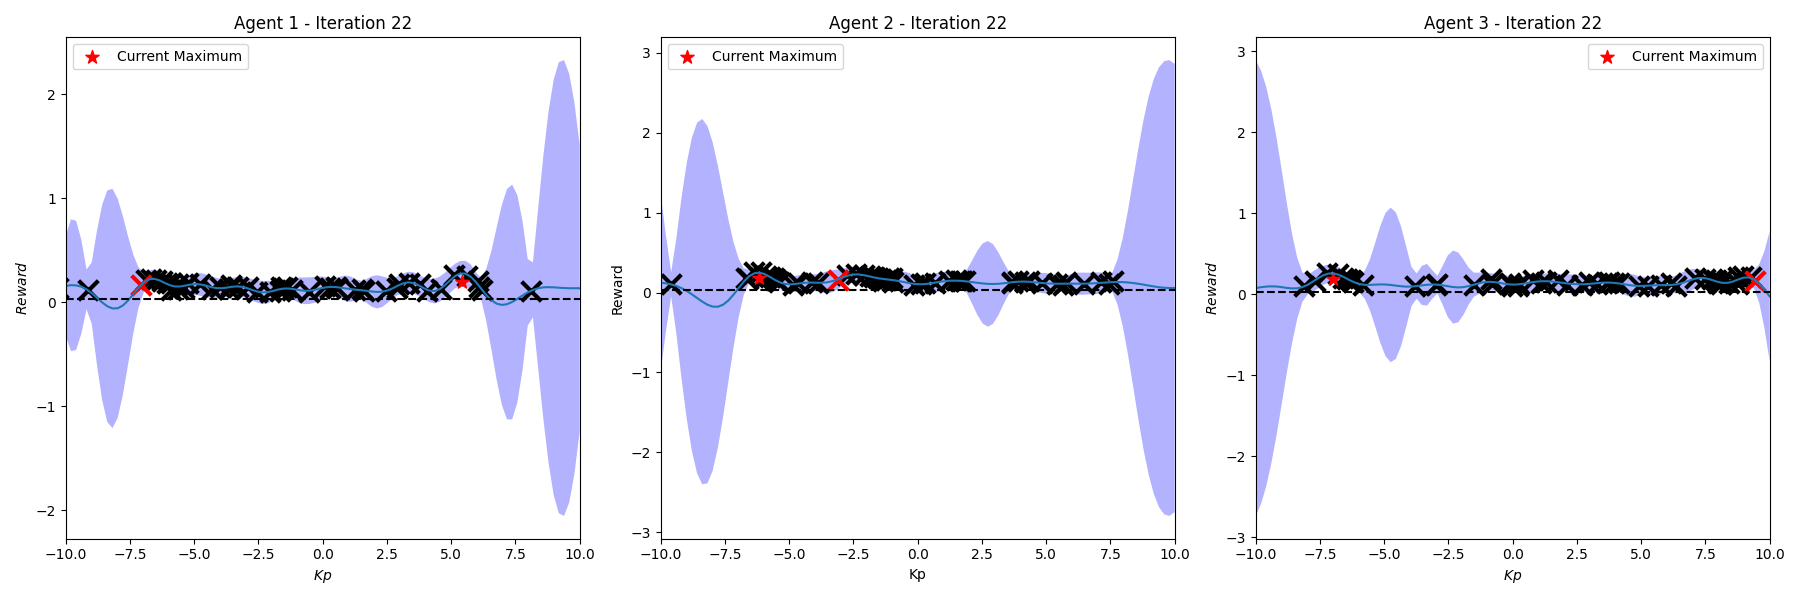 Agent 1 - Iteration 22
Current Maximum
2
1
0
−1
−2
Reward
−10.0 −7.5 −5.0 −2.5 0.0 2.5 5.0 7.5 10.0
Kp
Agent 2 - Iteration 22
Current Maximum
3
2
1
0
−1
−2
−3
Reward
−10.0 −7.5 −5.0 −2.5 0.0 2.5 5.0 7.5 10.0
Kp
Agent 3 - Iteration 22
Current Maximum
3
2
1
0
−1
−2
−3
Reward
−10.0 −7.5 −5.0 −2.5 0.0 2.5 5.0 7.5 10.0
Kp